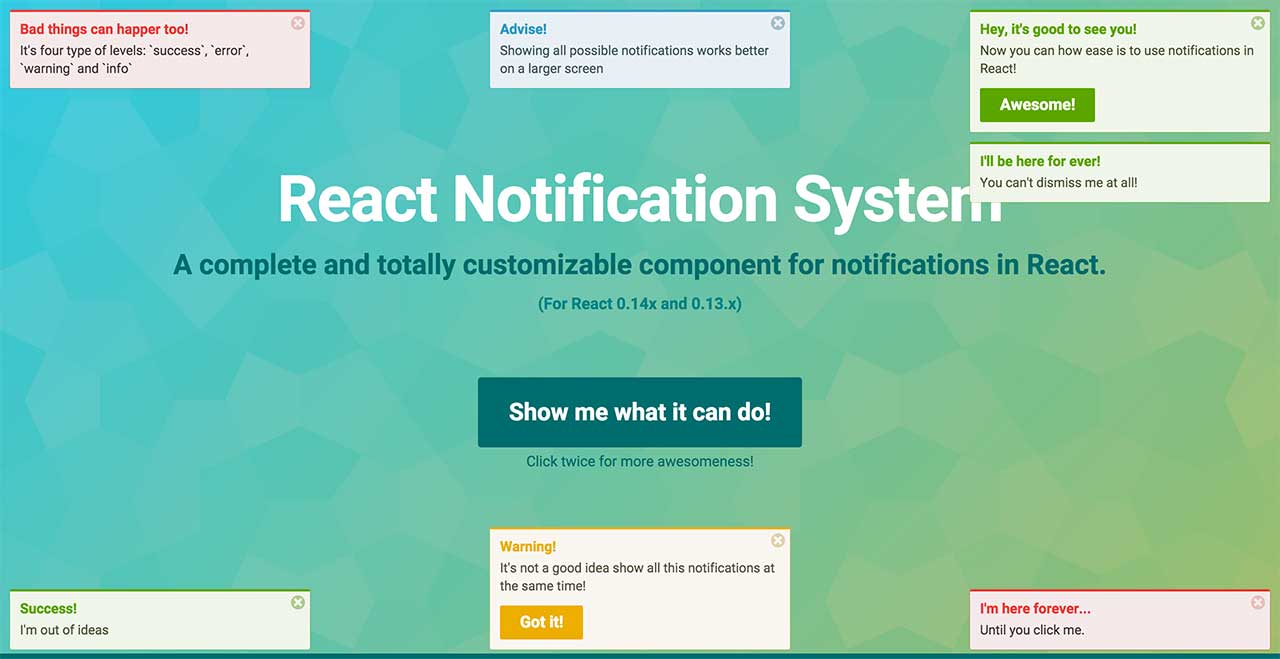 Bad things can happer too!
It's four type of levels: `success`, `error`,
`warning` and `info`
Advise!
Showing all possible notifications works better
on a larger screen
Hey, it's good to see you!
Now you can how ease is to use notifications in
React!
Awesome!
I'll be here for ever!
You can't dismiss me at all!
React Notification System
A complete and totally customizable component for notifications in React.
(For React 0.14x and 0.13.x)
Show me what it can do!
Click twice for more awesomeness!
Warning!
It's not a good idea show all this notifications at
the same time!
Got it!
Success!
I'm out of ideas
I'm here forever...
Until you click me.